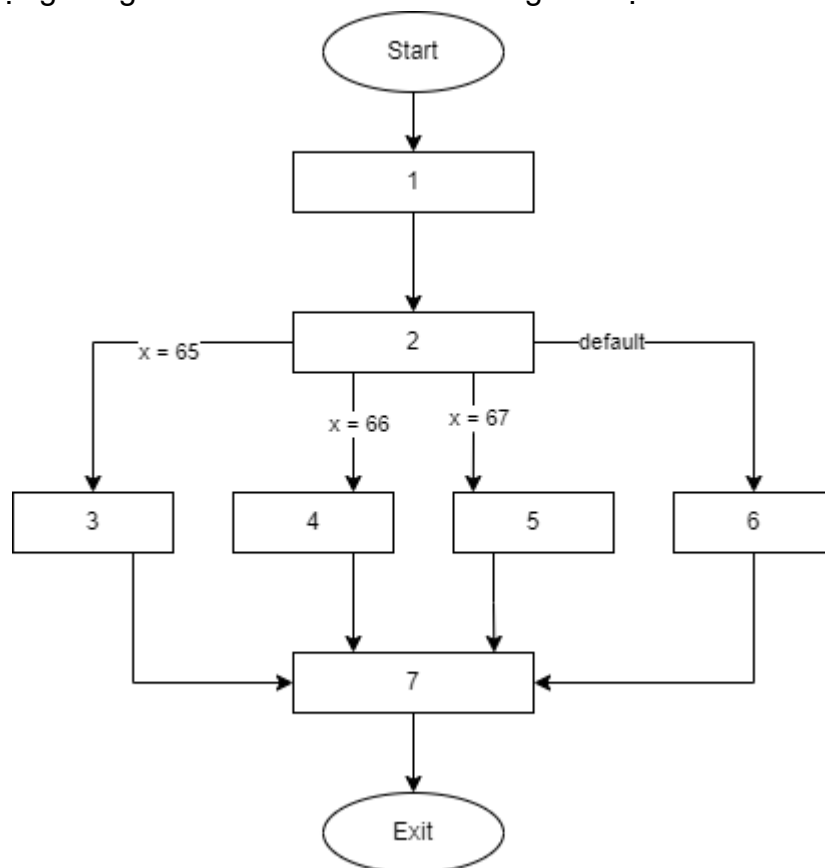 Start
1
2
x = 65
default
x = 66
x = 67
3
4
5
6
7
Exit